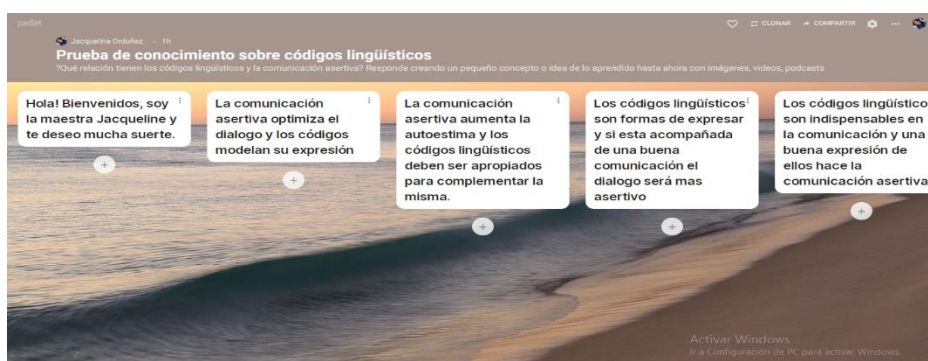 padlet
CLONAR
COMPARTIR
Jacqueline Ordoñez – 1h
Prueba de conocimiento sobre códigos lingüísticos
?Qué relación tienen los códigos lingüísticos y la comunicación asertiva? Responde creando un pequeño concepto o idea de lo aprendido hasta ahora con imágenes, videos, podcasts
Hola! Bienvenidos, soy
la maestra Jacqueline y
te deseo mucha suerte.
La comunicación
asertiva optimiza el
dialogo y los códigos
modelan su expresión
La comunicación
asertiva aumenta la
autoestima y los
códigos lingüísticos
deben ser apropiados
para complementar la
misma.
Los códigos lingüísticos
son formas de expresar
y si esta acompañada
de una buena
comunicación el
dialogo será mas
asertivo
Los códigos lingüístico
son indispensables en
la comunicación y una
buena expresión de
ellos hace la
comunicación asertiva
Activar Windows
Ir a Configuración de PC para activar Windows.